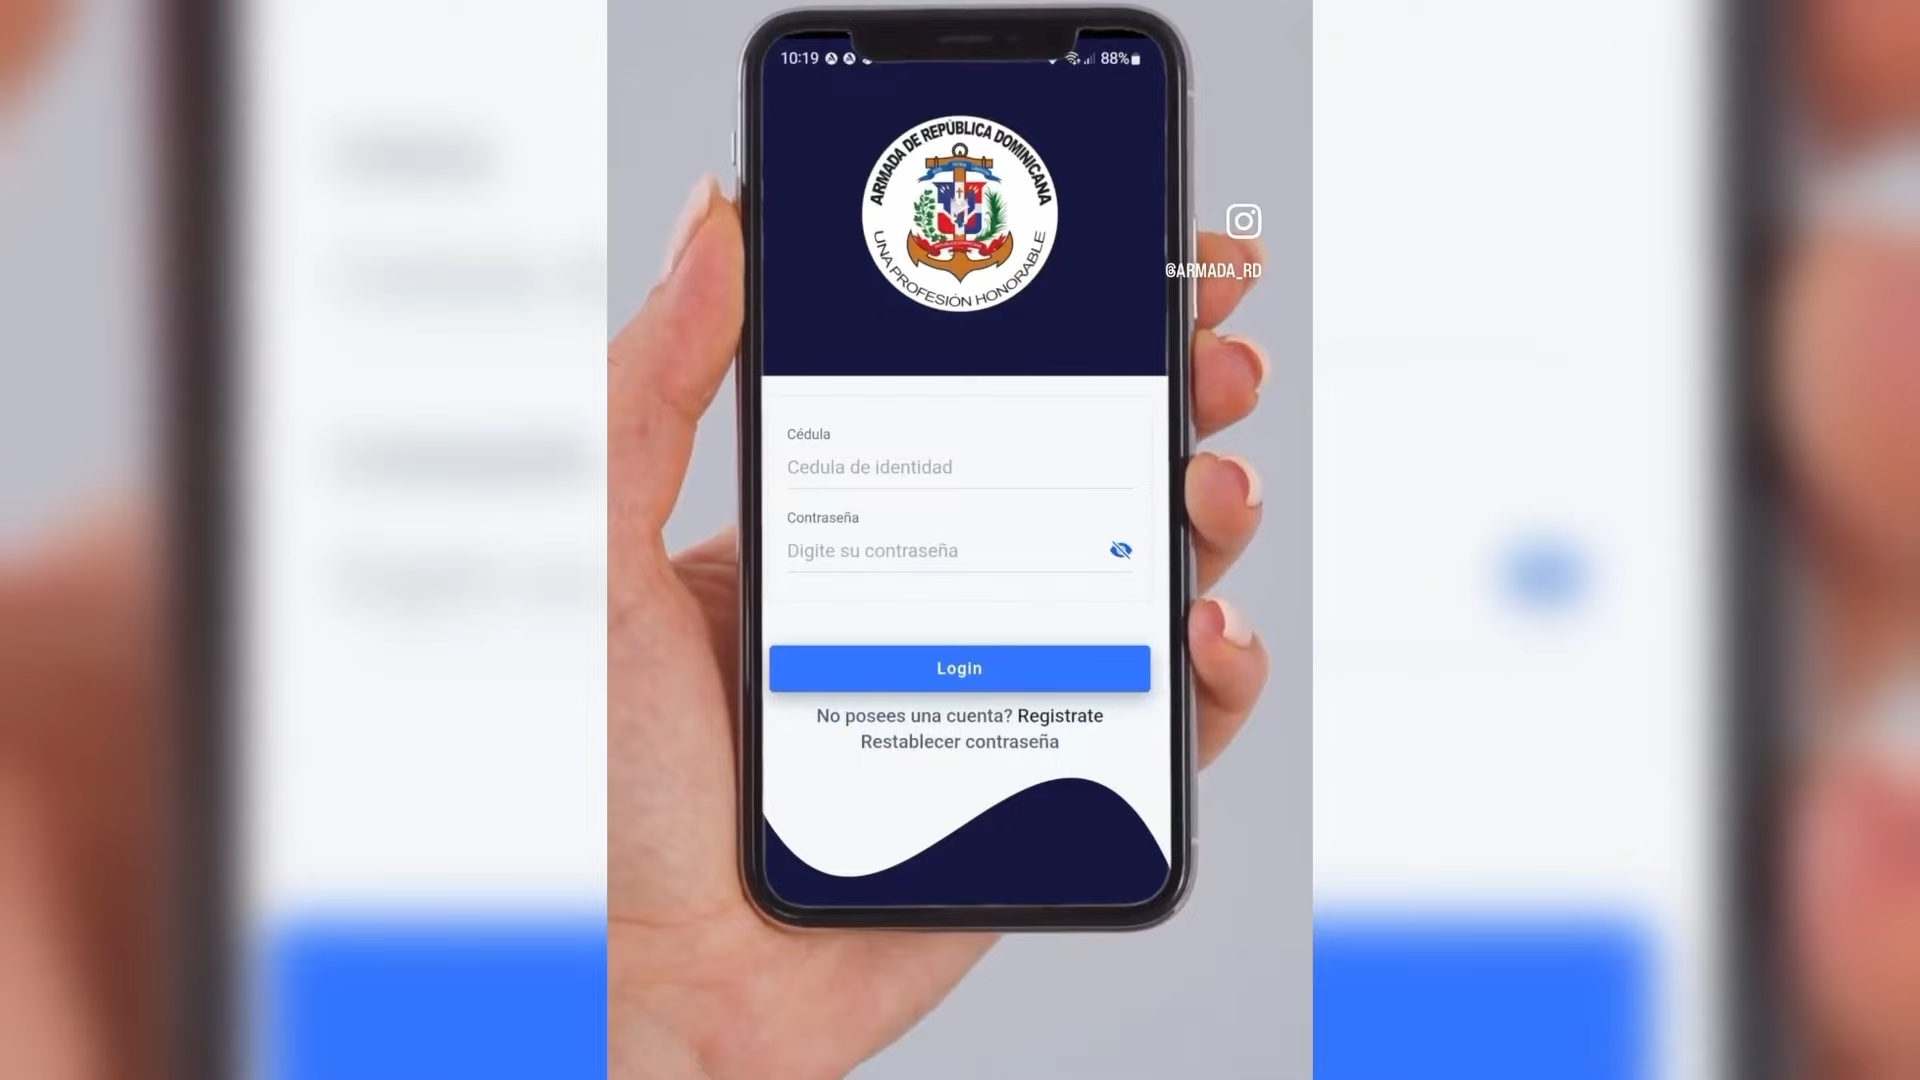 10:19
88%
ARMADA DE REPÚBLICA DOMINICANA
UNA PROFESIÓN HONORABLE
@ARMADA_RD
Cédula
Cedula de identidad
Contraseña
Digite su contraseña
Login
No posees una cuenta? Registrate
Restablecer contraseña